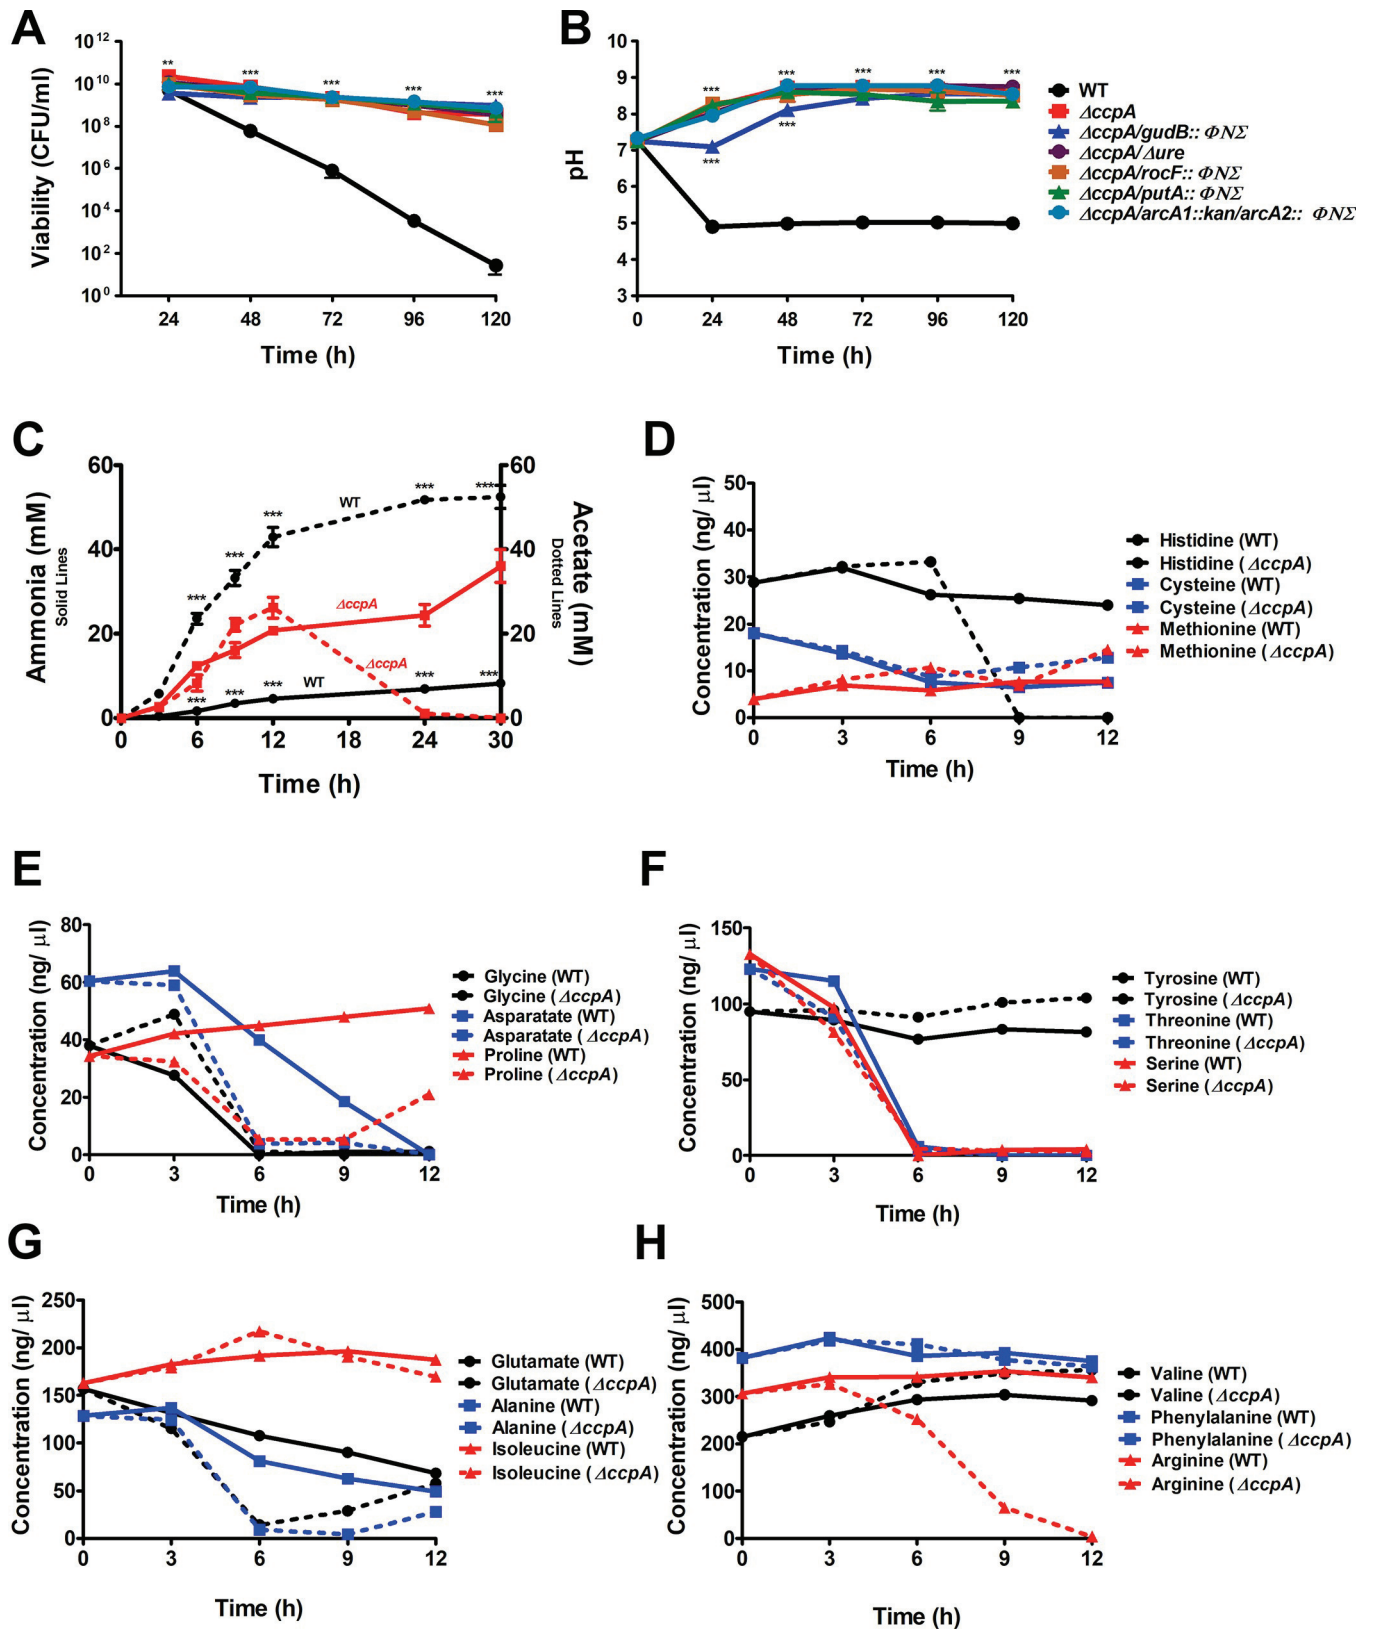 A
Viability (CFU/ml)
10^12
10^10
10^8
10^6
10^4
10^2
10^0
** *** *** *** ***
24 48 72 96 120
Time (h)
B
pH
10
9
8
7
6
5
4
3
*** *** *** *** ***
*** ***
0 24 48 72 96 120
Time (h)
WT
ΔccpA
ΔccpA/gudB:: ΦΝΣ
ΔccpA/Δure
ΔccpA/rocF:: ΦΝΣ
ΔccpA/putA:: ΦΝΣ
ΔccpA/arcA1::kan/arcA2:: ΦΝΣ
C
Ammonia (mM)
Solid Lines
60
40
20
0
*** *** *** *** ***
WT
ΔccpA
ΔccpA
WT
*** *** *** *** ***
60
40
20
0
Acetate (mM)
Dotted Lines
0 6 12 18 24 30
Time (h)
D
Concentration (ng/ µl)
50
40
30
20
10
0
0 3 6 9 12
Time (h)
Histidine (WT)
Histidine (ΔccpA)
Cysteine (WT)
Cysteine (ΔccpA)
Methionine (WT)
Methionine (ΔccpA)
E
Concentration (ng/ µl)
80
60
40
20
0
0 3 6 9 12
Time (h)
Glycine (WT)
Glycine (ΔccpA)
Asparatate (WT)
Asparatate (ΔccpA)
Proline (WT)
Proline (ΔccpA)
F
Concentration (ng/ µl)
150
100
50
0
0 3 6 9 12
Time (h)
Tyrosine (WT)
Tyrosine (ΔccpA)
Threonine (WT)
Threonine (ΔccpA)
Serine (WT)
Serine (ΔccpA)
G
Concentration (ng/ µl)
250
200
150
100
50
0
0 3 6 9 12
Time (h)
Glutamate (WT)
Glutamate (ΔccpA)
Alanine (WT)
Alanine (ΔccpA)
Isoleucine (WT)
Isoleucine (ΔccpA)
H
Concentration (ng/ µl)
500
400
300
200
100
0
0 3 6 9 12
Time (h)
Valine (WT)
Valine (ΔccpA)
Phenylalanine (WT)
Phenylalanine (ΔccpA)
Arginine (WT)
Arginine (ΔccpA)